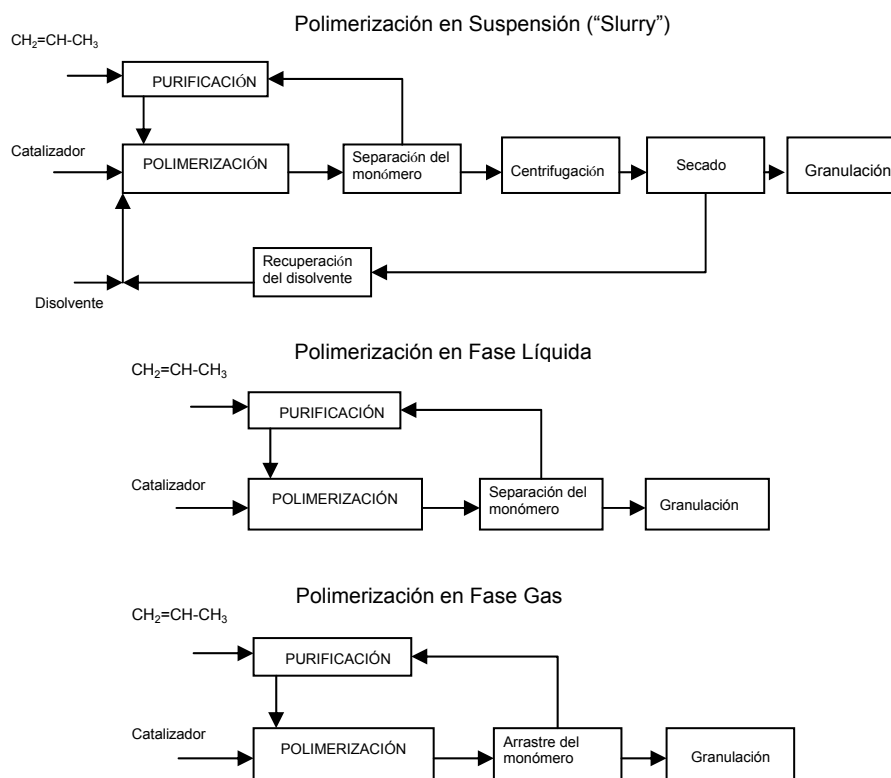 Polimerización en Suspensión (“Slurry”)
CH₂=CH-CH₃
PURIFICACIÓN
Catalizador
POLIMERIZACIÓN
Separación del
monómero
Centrifugación
Secado
Granulación
Recuperación
del disolvente
Disolvente
Polimerización en Fase Líquida
CH₂=CH-CH₃
PURIFICACIÓN
Catalizador
POLIMERIZACIÓN
Separación del
monómero
Granulación
Polimerización en Fase Gas
CH₂=CH-CH₃
PURIFICACIÓN
Catalizador
POLIMERIZACIÓN
Arrastre del
monómero
Granulación